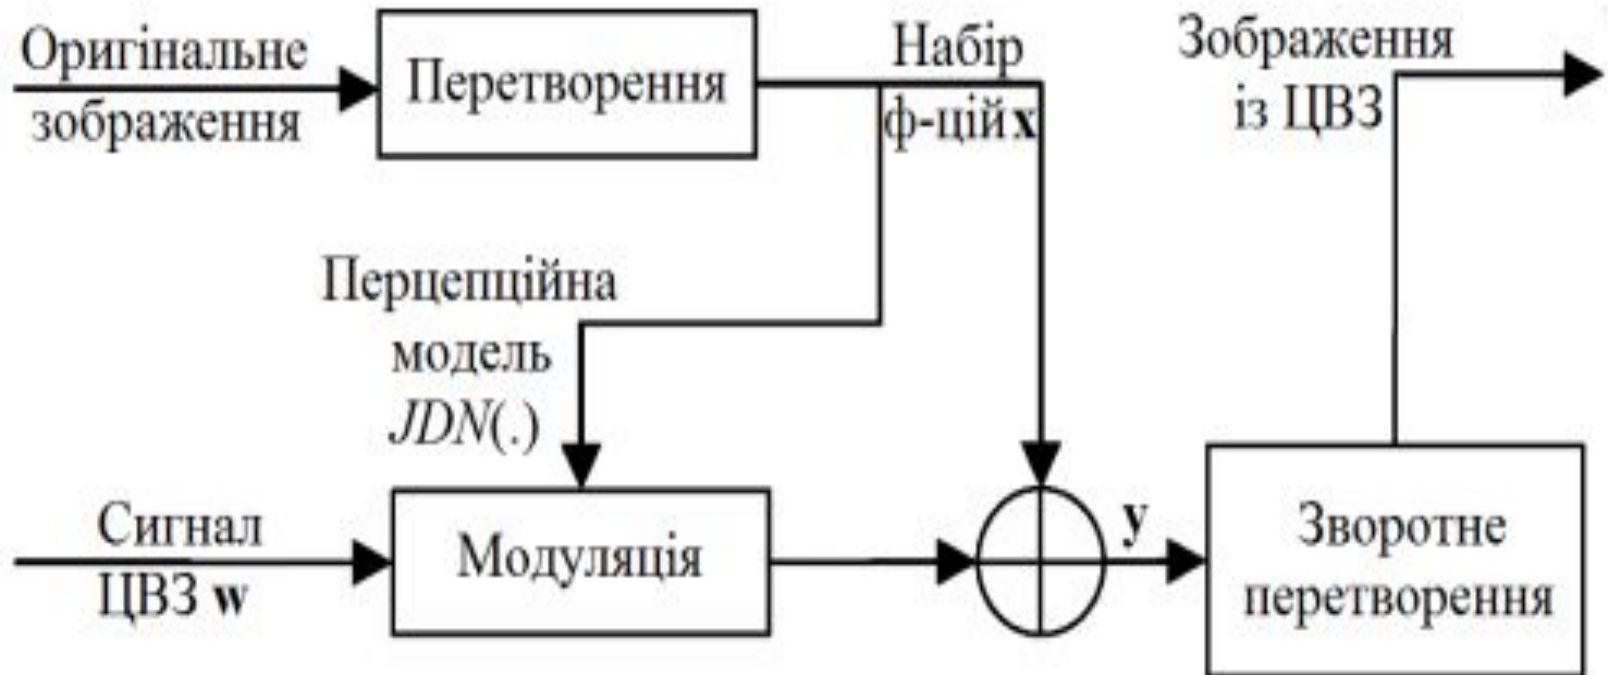 Оригінальне
зображення
Перетворення
Набір
ф-цій x
Зображення
із ЦВЗ
Перцепційна
модель
JDN(.)
Сигнал
ЦВЗ w
Модуляція
y
Зворотне
перетворення